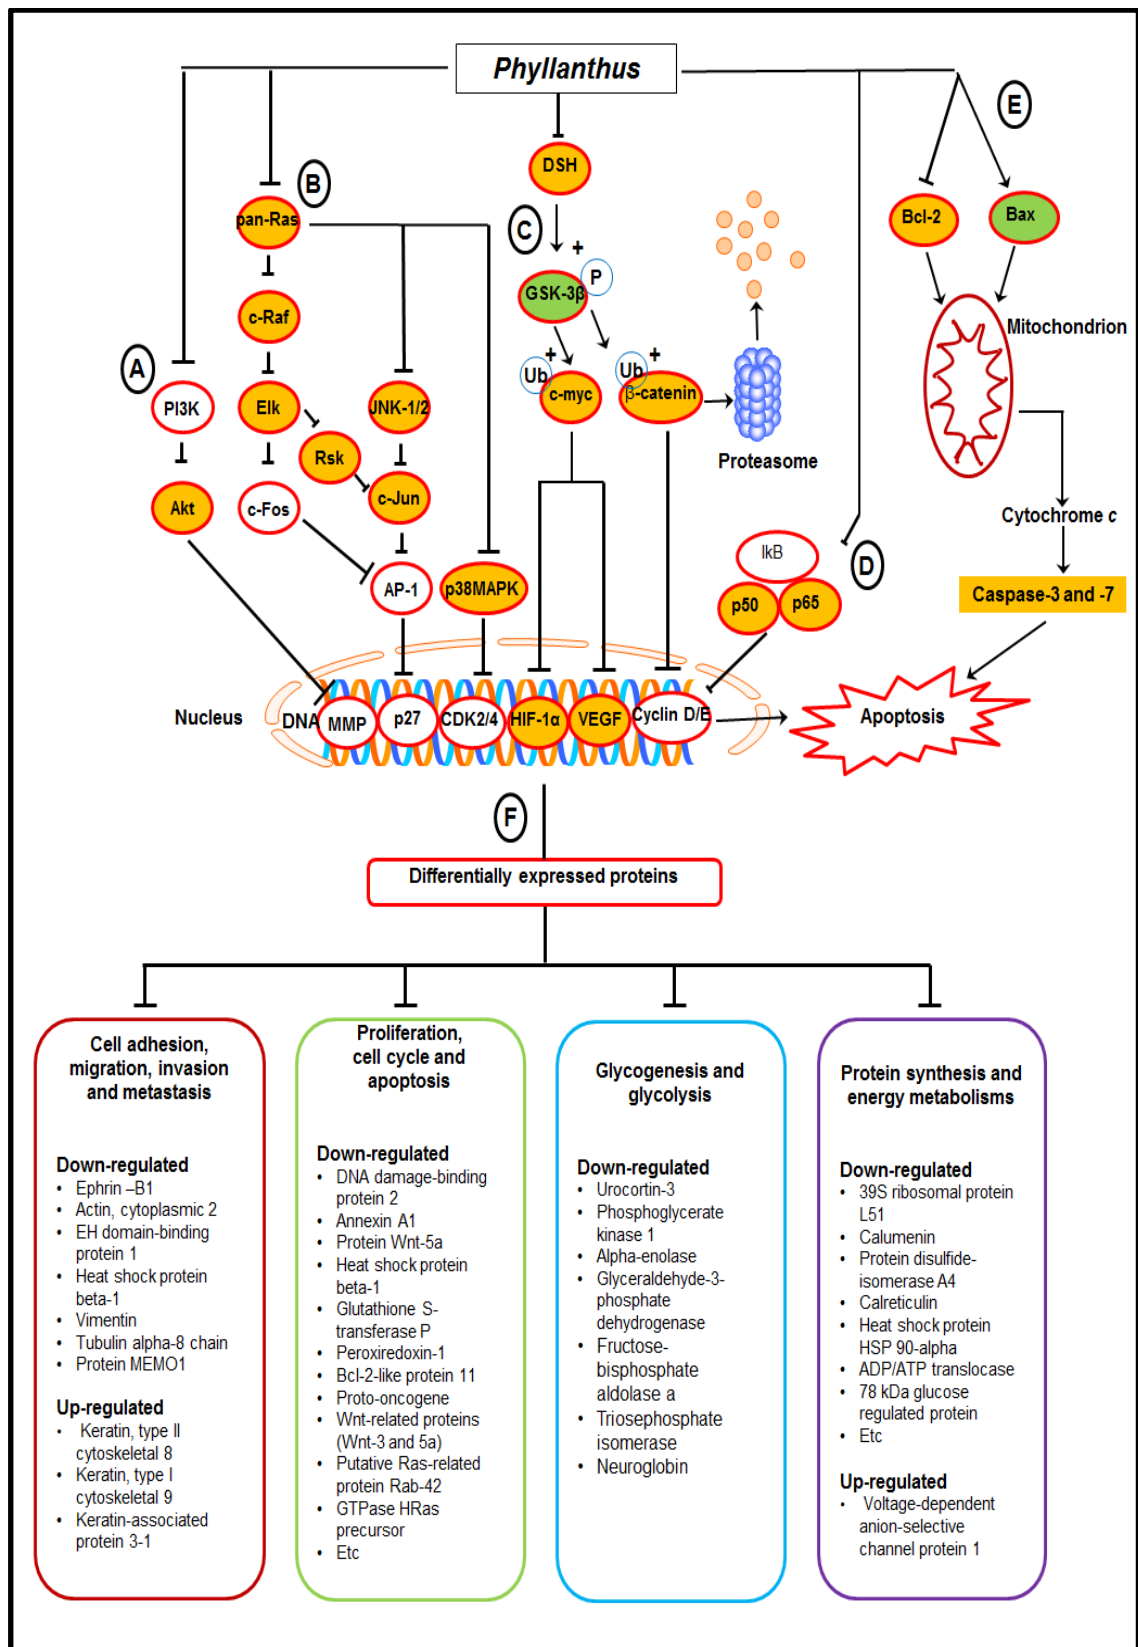 Phyllanthus
E
DSH
B
pan-Ras
C
+
P
GSK-3β
Bcl-2
Bax
c-Raf
Mitochondrion
A
PI3K
Elk
JNK-1/2
Ub
+
c-myc
Ub
+
β-catenin
Proteasome
Rsk
Akt
c-Fos
c-Jun
Cytochrome c
IkB
D
AP-1
p38MAPK
p50
p65
Caspase-3 and -7
Nucleus
DNA
MMP
p27
CDK2/4
HIF-1α
VEGF
Cyclin D/E
Apoptosis
F
Differentially expressed proteins
Cell adhesion,
migration, invasion
and metastasis
Down-regulated
• Ephrin –B1
• Actin, cytoplasmic 2
• EH domain-binding
protein 1
• Heat shock protein
beta-1
• Vimentin
• Tubulin alpha-8 chain
• Protein MEMO1
Up-regulated
• Keratin, type II
cytoskeletal 8
• Keratin, type I
cytoskeletal 9
• Keratin-associated
protein 3-1
Proliferation,
cell cycle and
apoptosis
Down-regulated
• DNA damage-binding
protein 2
• Annexin A1
• Protein Wnt-5a
• Heat shock protein
beta-1
• Glutathione S-
transferase P
• Peroxiredoxin-1
• Bcl-2-like protein 11
• Proto-oncogene
• Wnt-related proteins
(Wnt-3 and 5a)
• Putative Ras-related
protein Rab-42
• GTPase HRas
precursor
• Etc
Glycogenesis and
glycolysis
Down-regulated
• Urocortin-3
• Phosphoglycerate
kinase 1
• Alpha-enolase
• Glyceraldehyde-3-
phosphate
dehydrogenase
• Fructose-
bisphosphate
aldolase a
• Triosephosphate
isomerase
• Neuroglobin
Protein synthesis and
energy metabolisms
Down-regulated
• 39S ribosomal protein
L51
• Calumenin
• Protein disulfide-
isomerase A4
• Calreticulin
• Heat shock protein
HSP 90-alpha
• ADP/ATP translocase
• 78 kDa glucose
regulated protein
• Etc
Up-regulated
• Voltage-dependent
anion-selective
channel protein 1